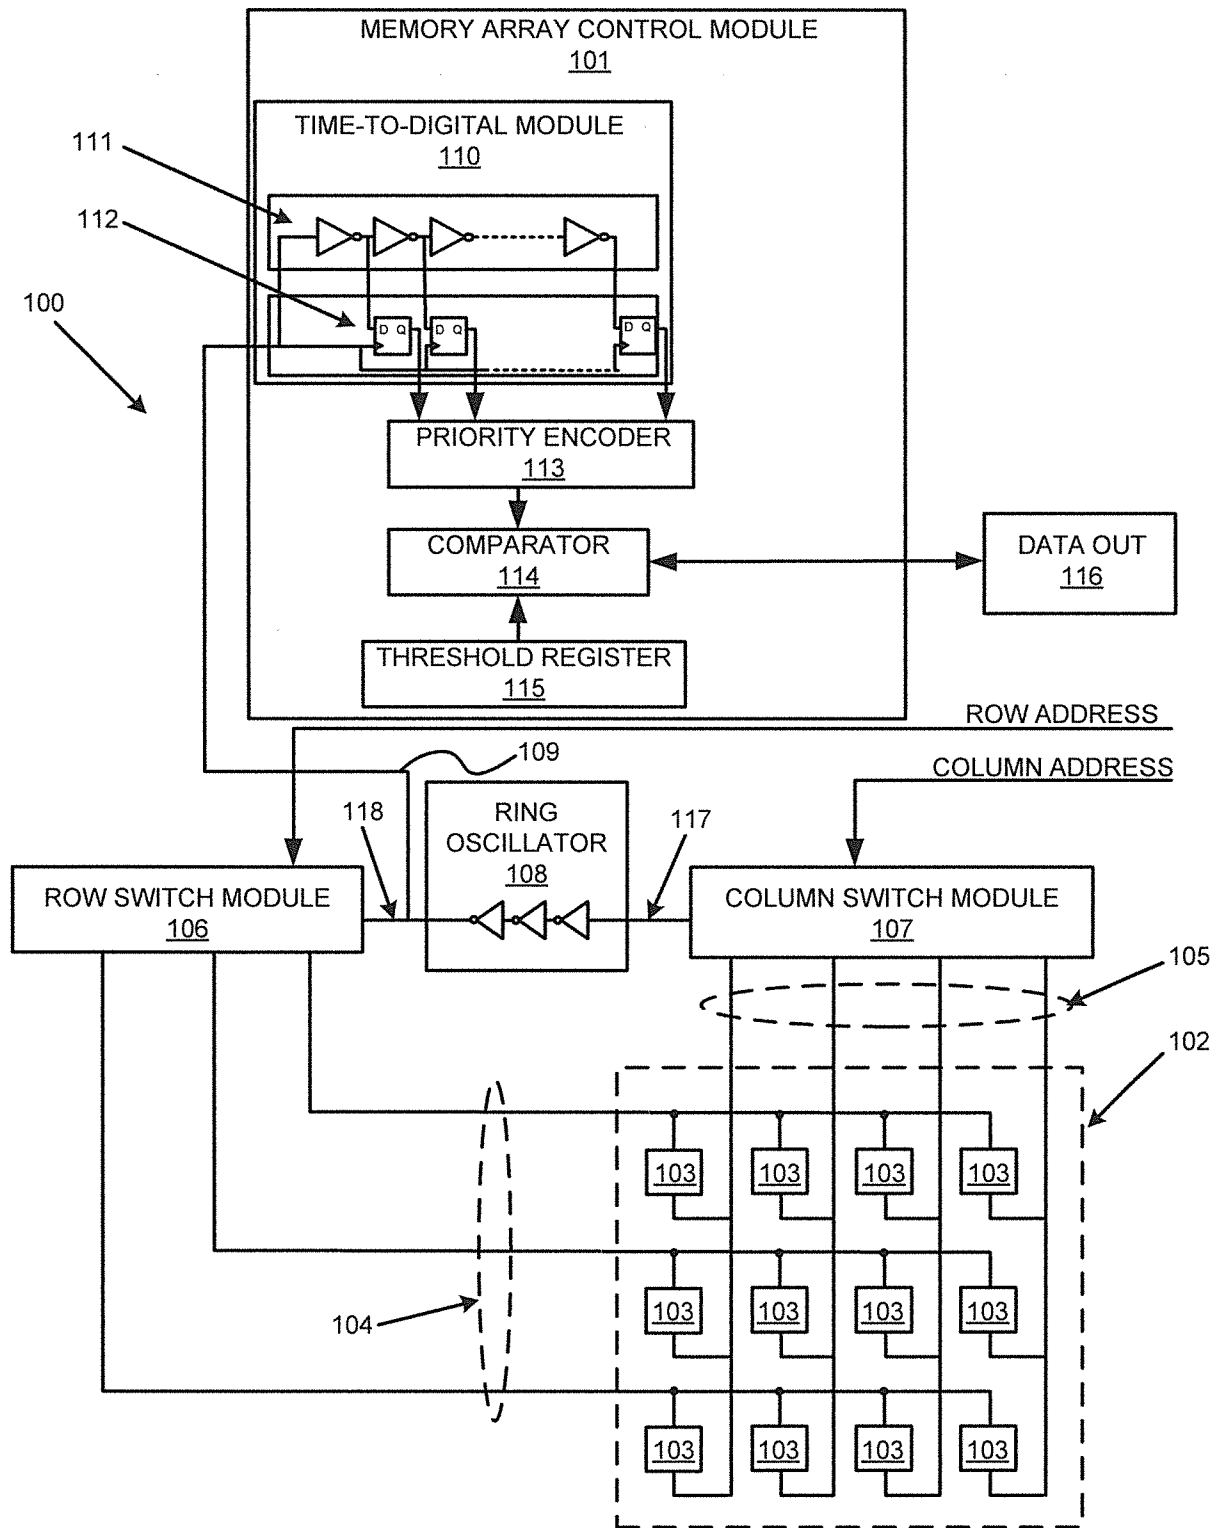 MEMORY ARRAY CONTROL MODULE
101
TIME-TO-DIGITAL MODULE
110
111
112
D Q
D Q
D Q
100
PRIORITY ENCODER
113
COMPARATOR
114
DATA OUT
116
THRESHOLD REGISTER
115
ROW ADDRESS
109
COLUMN ADDRESS
118
RING
OSCILLATOR
108
117
ROW SWITCH MODULE
106
COLUMN SWITCH MODULE
107
105
102
103 103 103 103
104
103 103 103 103
103 103 103 103